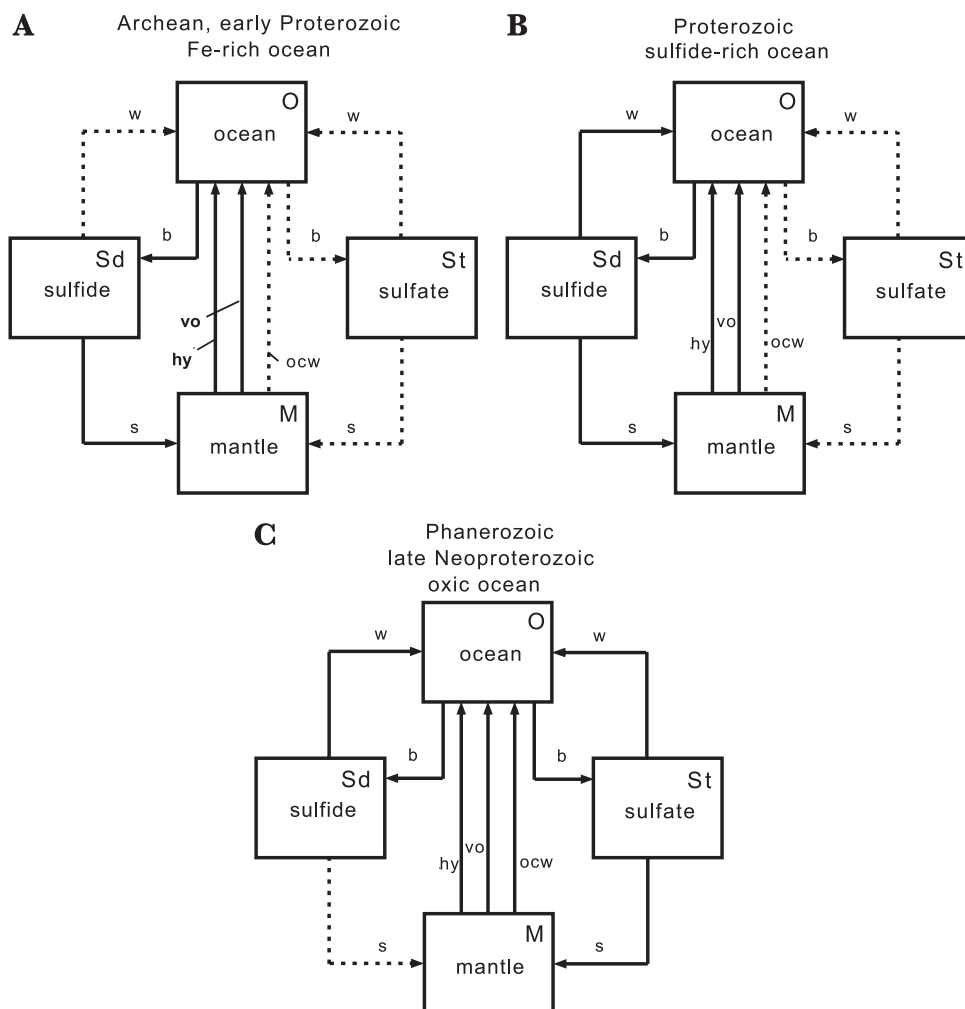 A
Archean, early Proterozoic
Fe-rich ocean
O
ocean
w
w
b
b
Sd
sulfide
St
sulfate
vo
hy
ocw
M
mantle
s
s
B
Proterozoic
sulfide-rich ocean
O
ocean
w
w
b
b
Sd
sulfide
St
sulfate
hy
vo
ocw
M
mantle
s
s
C
Phanerozoic
late Neoproterozoic
oxic ocean
O
ocean
w
w
b
b
Sd
sulfide
St
sulfate
hy
vo
ocw
M
mantle
s
s